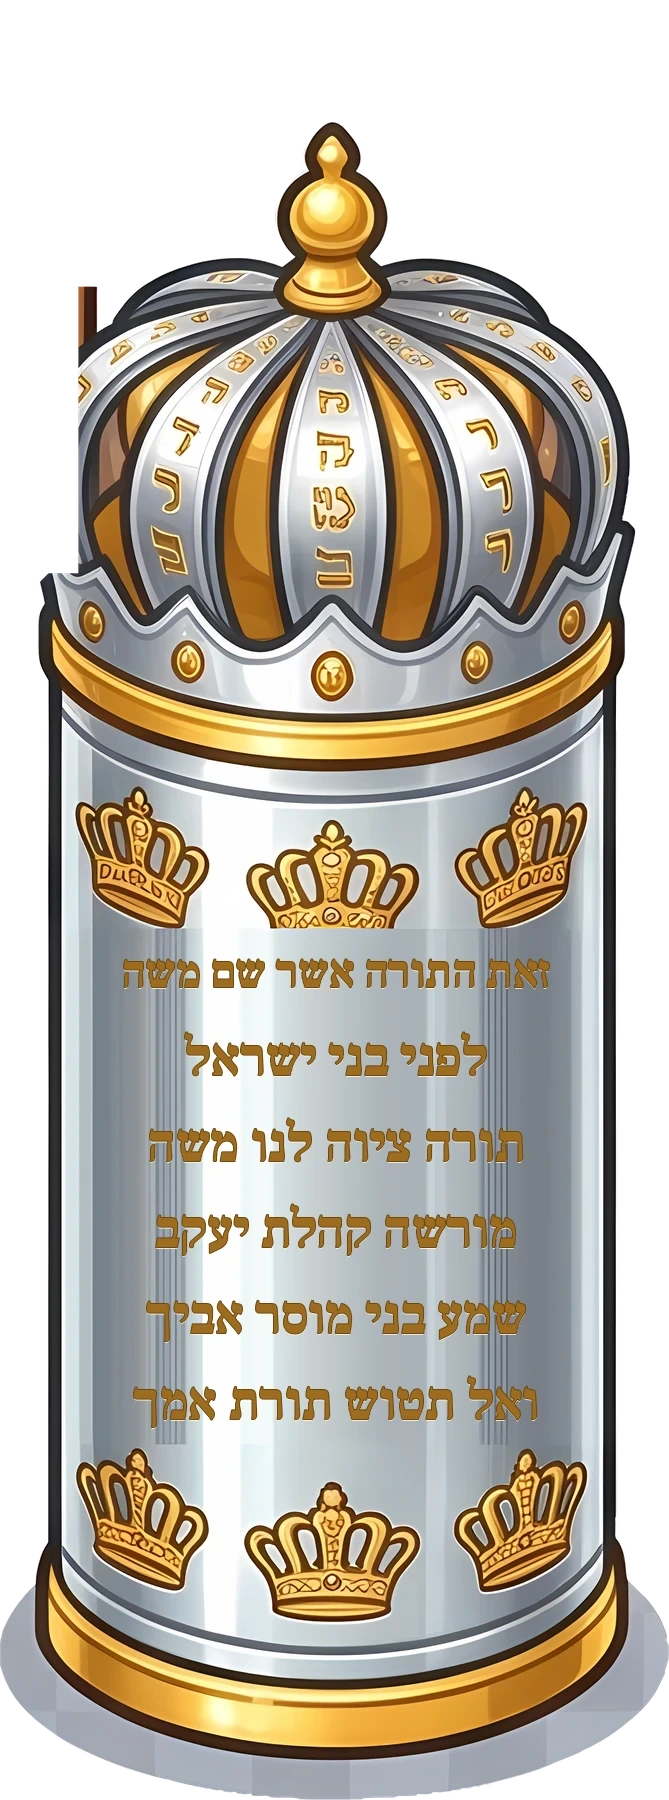 זאת התורה אשר שם משה
לפני בני ישראל
תורה ציוה לנו משה
מורשה קהלת יעקב
שמע בני מוסר אביך
ואל תטוש תורת אמך